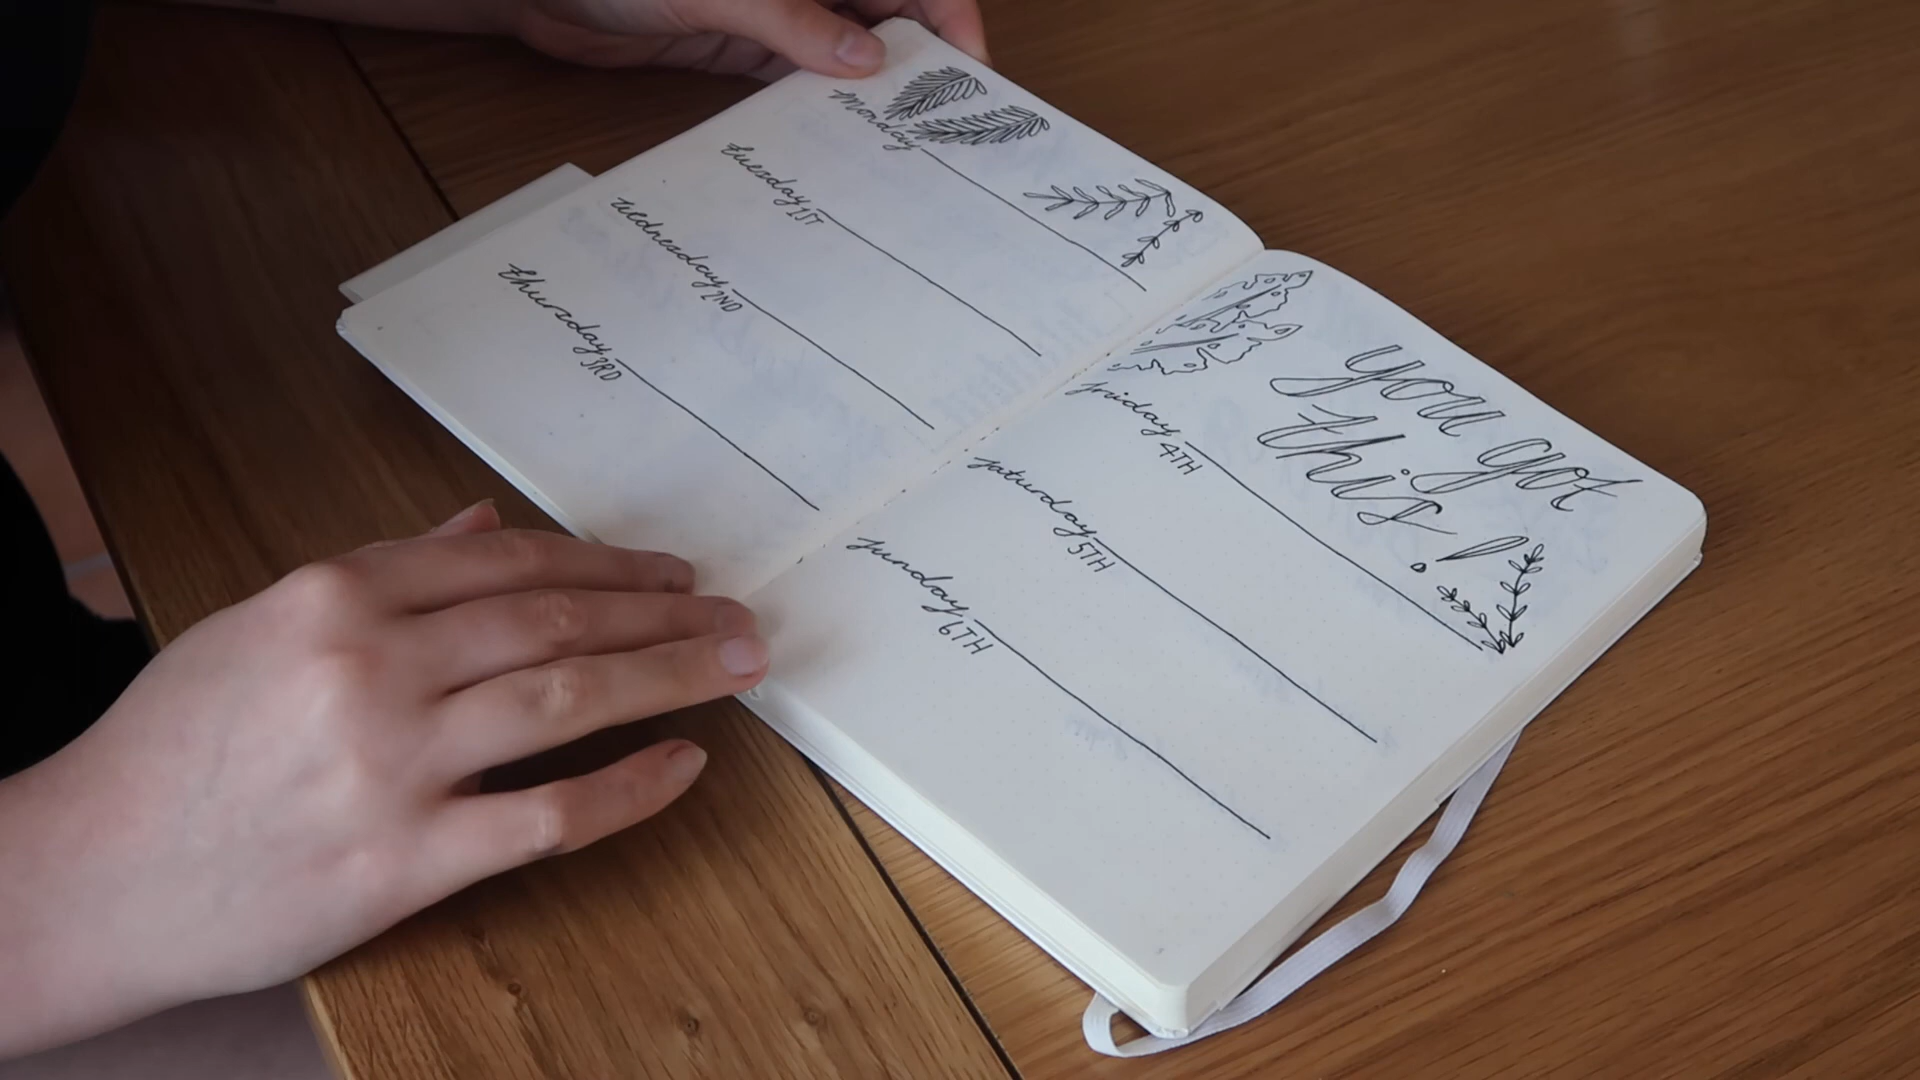 monday
tuesday 1ST
wednesday 2ND
thursday 3RD
you got
this!
friday 4TH
saturday 5TH
sunday 6TH